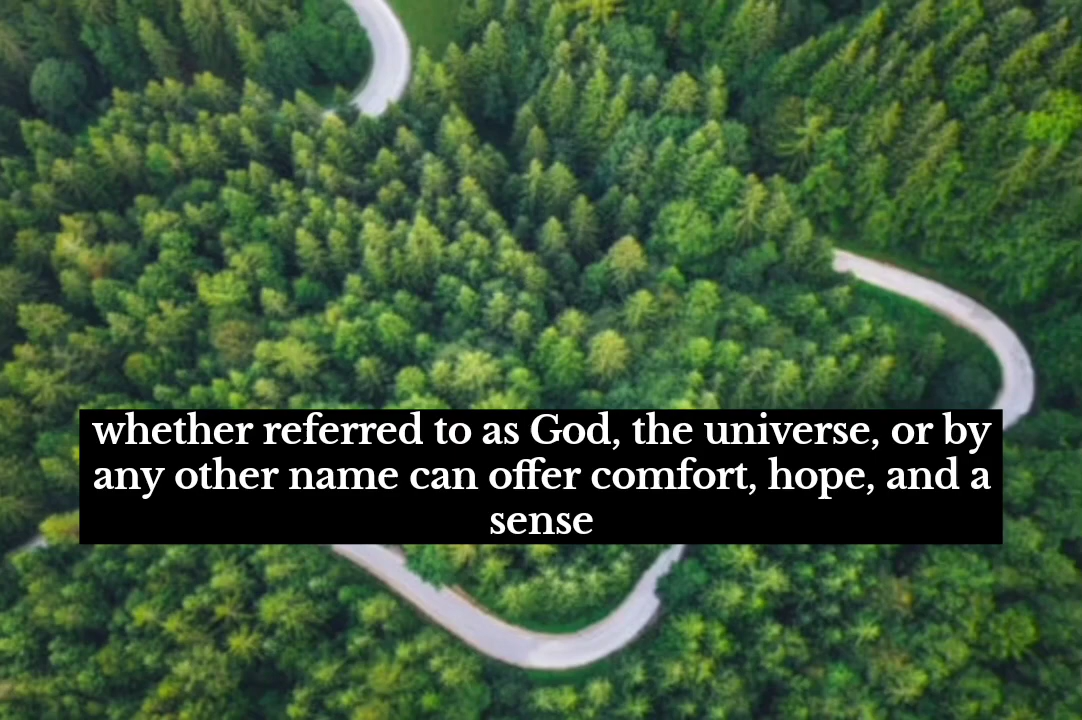 whether referred to as God, the universe, or by
any other name can offer comfort, hope, and a
sense